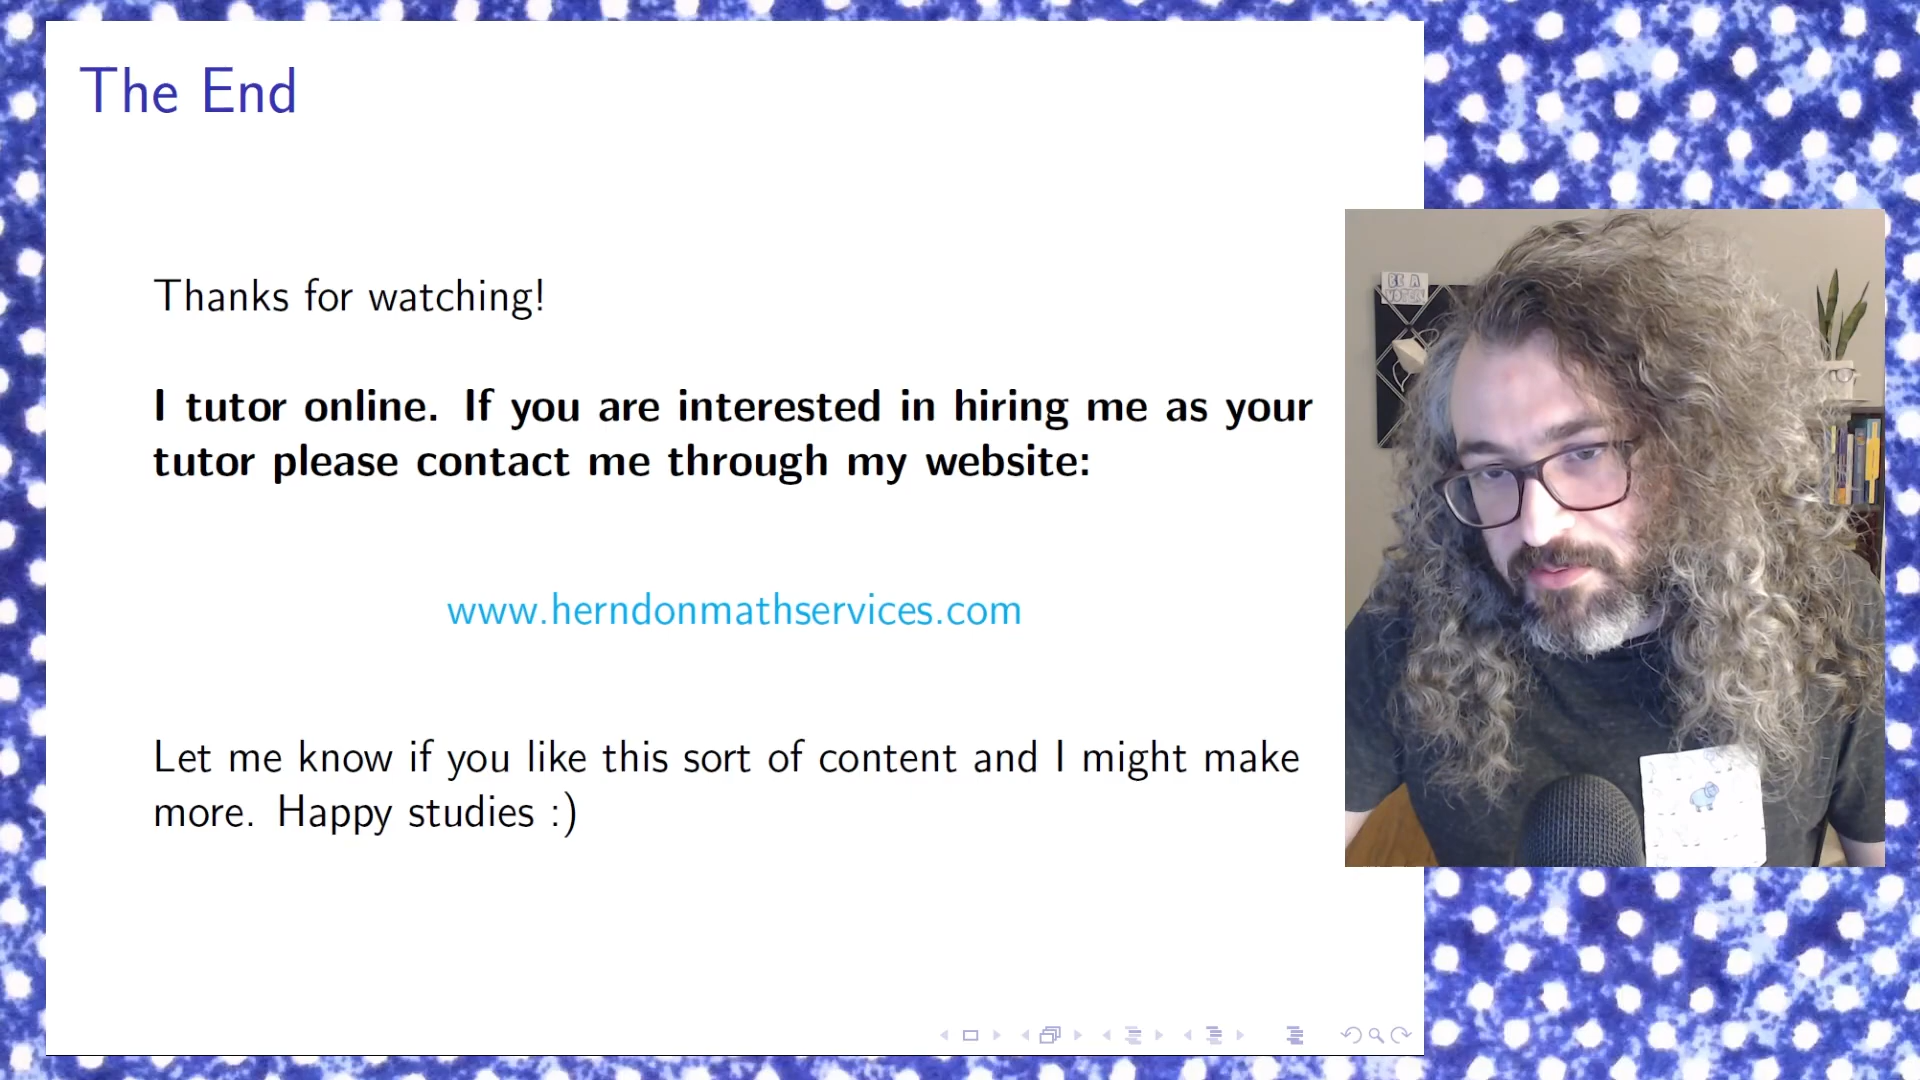 The End
Thanks for watching!
I tutor online. If you are interested in hiring me as your
tutor please contact me through my website:
www.herndonmathservices.com
Let me know if you like this sort of content and I might make
more. Happy studies :)
BE A
VOTER